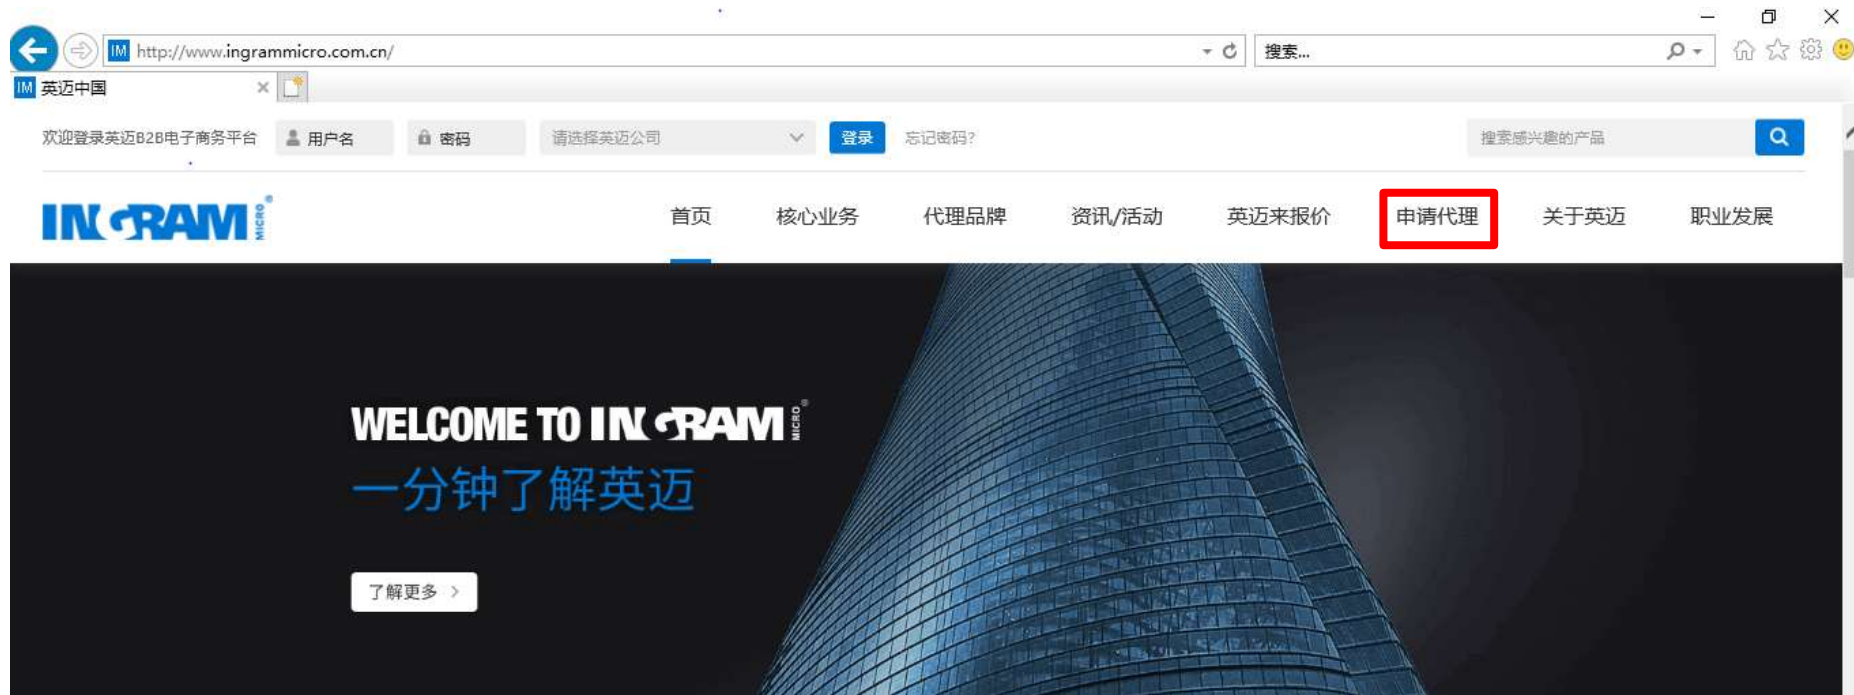 http://www.ingrammicro.com.cn/
搜索...
IM 英迈中国
欢迎登录英迈B2B电子商务平台 用户名 密码 请选择英迈公司 登录 忘记密码? 搜索感兴趣的产品
INGRAM MICRO®
首页 核心业务 代理品牌 资讯/活动 英迈来报价 申请代理 关于英迈 职业发展
WELCOME TO INGRAM MICRO®
一分钟了解英迈
了解更多 >